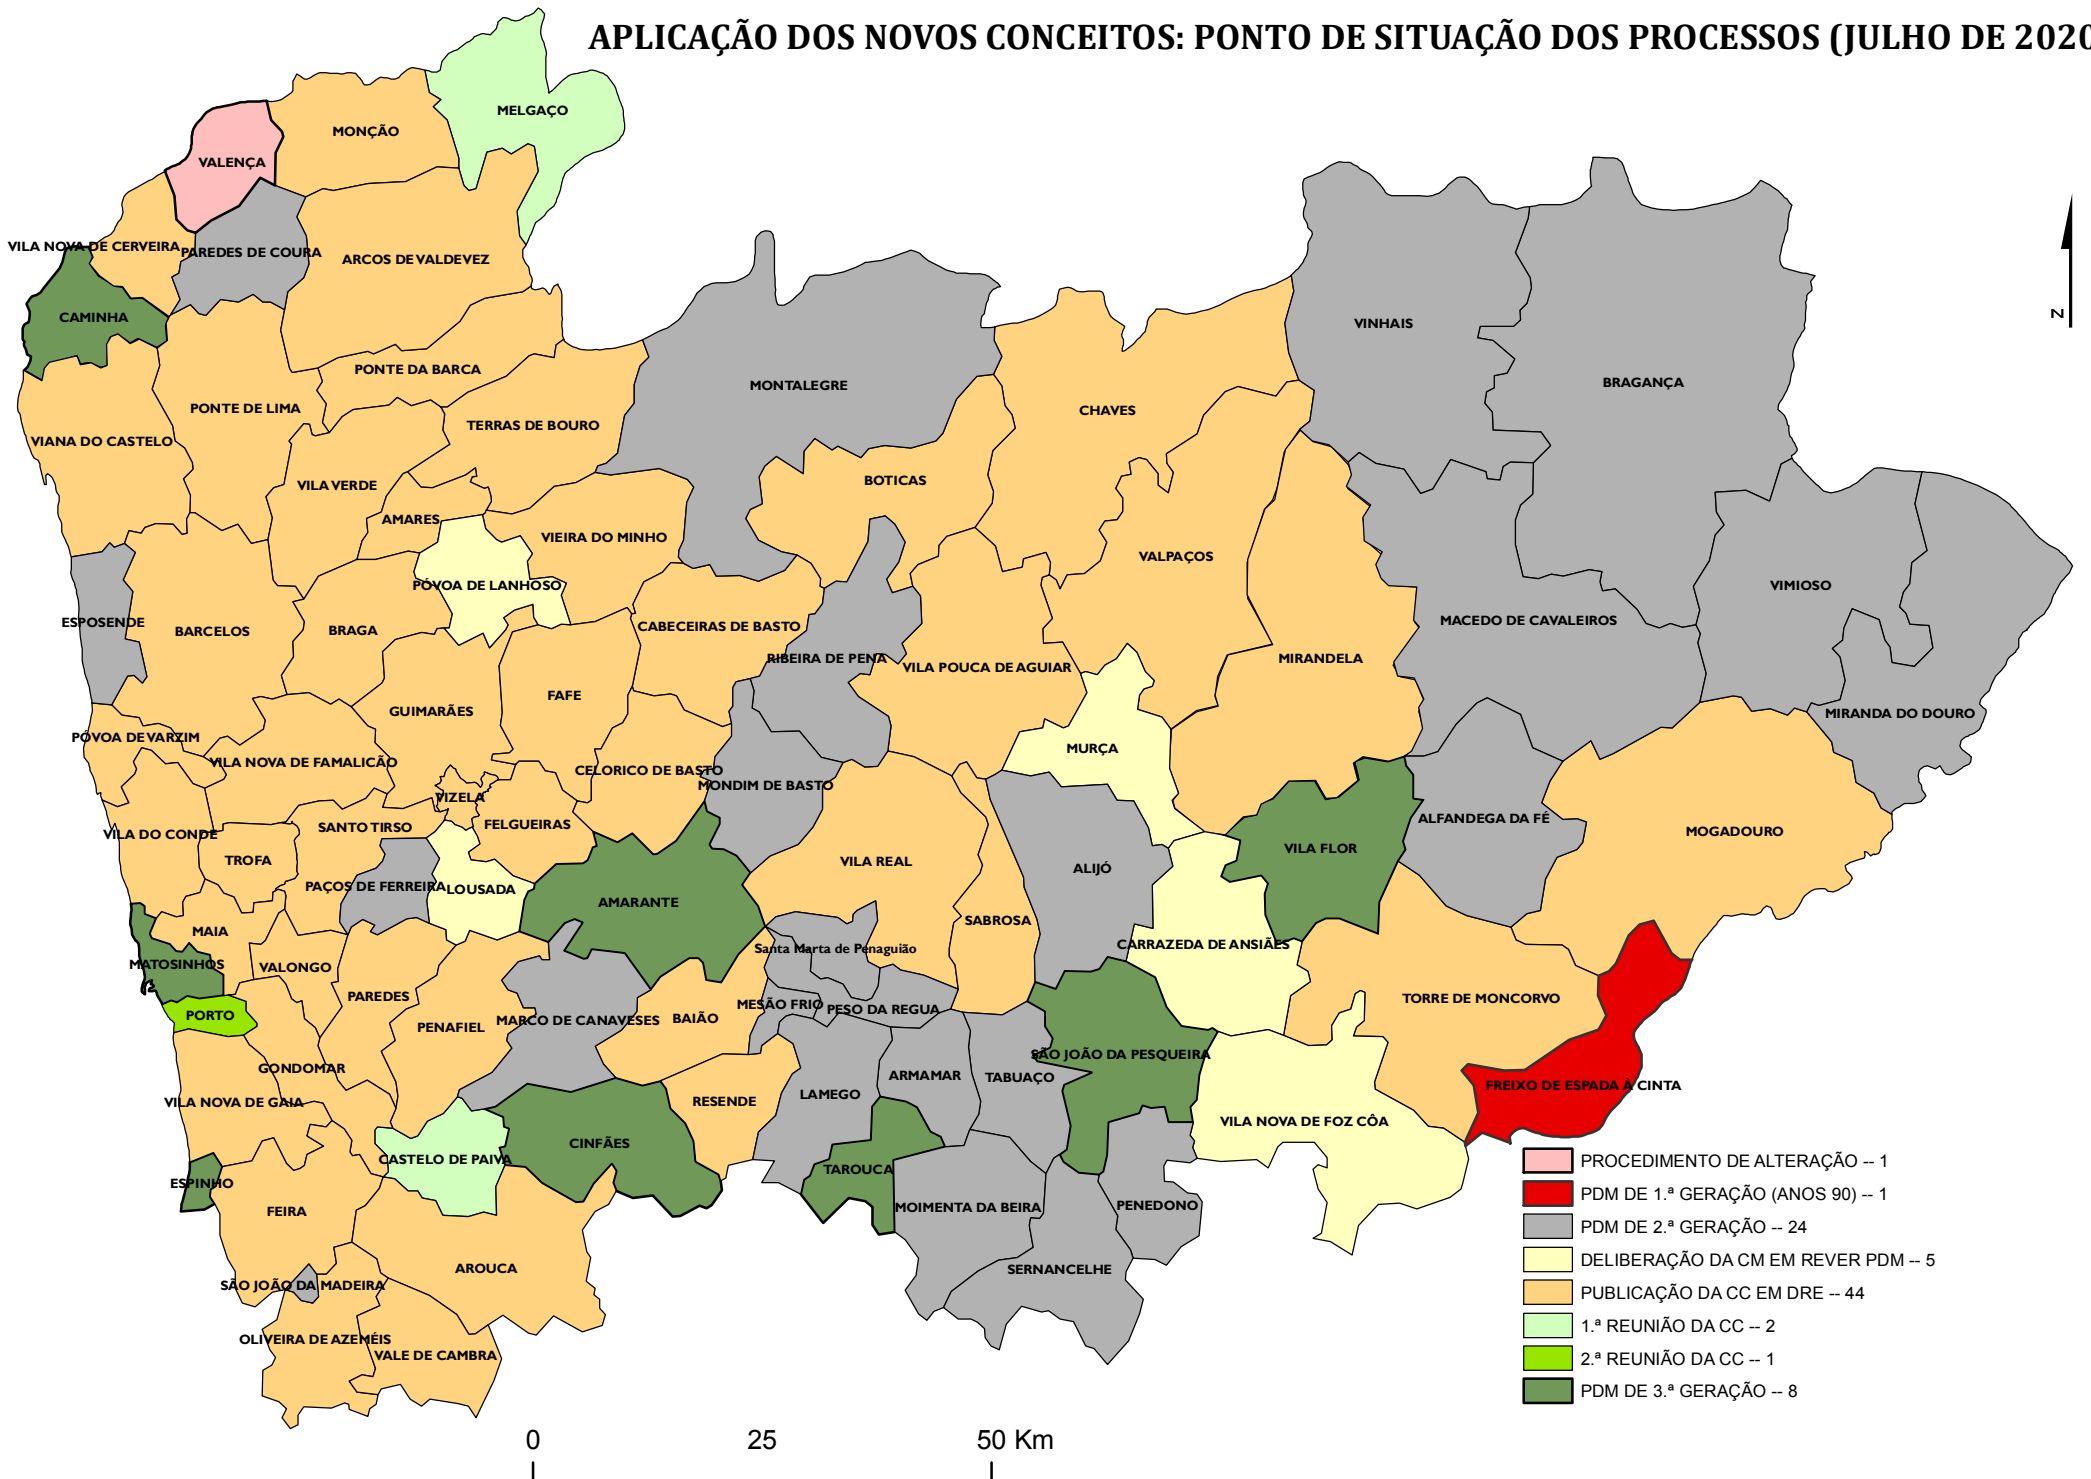 APLICAÇÃO DOS NOVOS CONCEITOS: PONTO DE SITUAÇÃO DOS PROCESSOS (JULHO DE 2020
MELGAÇO
MONÇÃO
VALENÇA
VILA NOVA DE CERVEIRA
PAREDES DE COURA
ARCOS DE VALDEVEZ
CAMINHA
N
VINHAIS
PONTE DA BARCA
MONTALEGRE
BRAGANÇA
PONTE DE LIMA
CHAVES
TERRAS DE BOURO
VIANA DO CASTELO
BOTICAS
VILA VERDE
AMARES
VIEIRA DO MINHO
VALPAÇOS
PÓVOA DE LANHOSO
VIMIOSO
ESPOSENDE
BARCELOS
BRAGA
CABECEIRAS DE BASTO
MACEDO DE CAVALEIROS
RIBEIRA DE PENA
VILA POUCA DE AGUIAR
MIRANDELA
FAFE
GUIMARÃES
MIRANDA DO DOURO
PÓVOA DE VARZIM
MURÇA
VILA NOVA DE FAMALICÃO
CELORICO DE BASTO
MONDIM DE BASTO
VIZELA
VILA DO CONDE
SANTO TIRSO
FELGUEIRAS
ALFANDEGA DA FÉ
MOGADOURO
TROFA
VILA REAL
ALIJÓ
VILA FLOR
PAÇOS DE FERREIRA
LOUSADA
AMARANTE
SABROSA
MAIA
CARRAZEDA DE ANSIÃES
Santa Marta de Penaguião
MATOSINHOS
VALONGO
PAREDES
TORRE DE MONCORVO
MESÃO FRIO
PESO DA REGUA
PORTO
PENAFIEL
MARCO DE CANAVESES
BAIÃO
SÃO JOÃO DA PESQUEIRA
GONDOMAR
ARMAMAR
TABUAÇO
FREIXO DE ESPADA À CINTA
LAMEGO
VILA NOVA DE GAIA
RESENDE
VILA NOVA DE FOZ CÔA
CINFÃES
CASTELO DE PAIVA
TAROUCA
ESPINHO
FEIRA
MOIMENTA DA BEIRA
PENEDONO
AROUCA
SERNANCELHE
SÃO JOÃO DA MADEIRA
OLIVEIRA DE AZEMÉIS
VALE DE CAMBRA
PROCEDIMENTO DE ALTERAÇÃO -- 1
PDM DE 1.ª GERAÇÃO (ANOS 90) -- 1
PDM DE 2.ª GERAÇÃO -- 24
DELIBERAÇÃO DA CM EM REVER PDM -- 5
PUBLICAÇÃO DA CC EM DRE -- 44
1.ª REUNIÃO DA CC -- 2
2.ª REUNIÃO DA CC -- 1
PDM DE 3.ª GERAÇÃO -- 8
0 25 50 Km